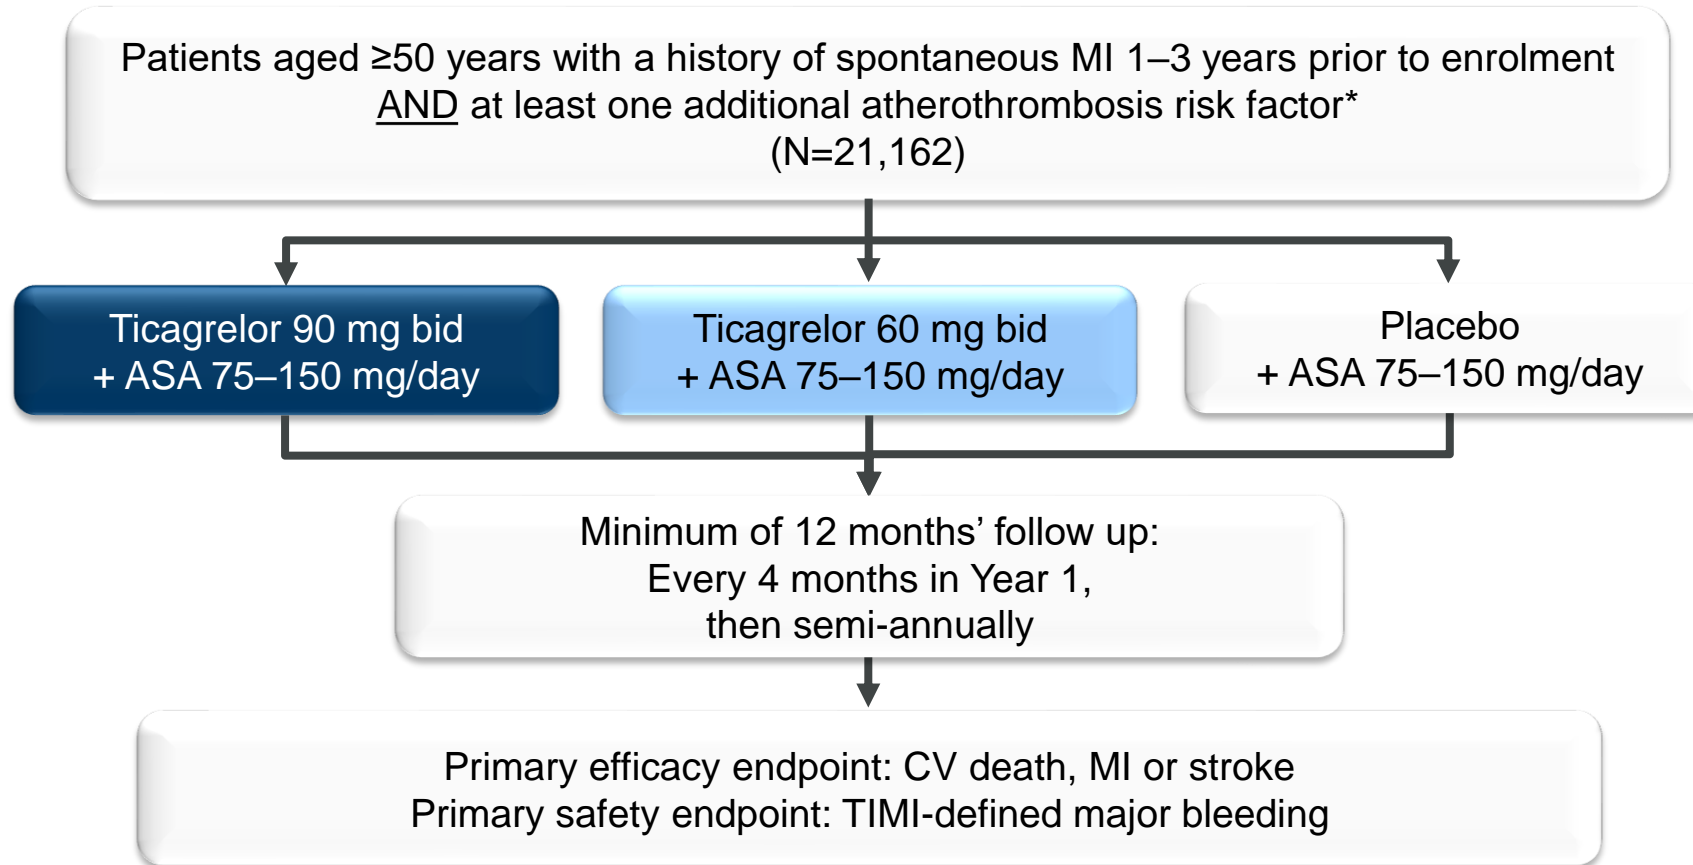 Patients aged ≥50 years with a history of spontaneous MI 1–3 years prior to enrolment
AND at least one additional atherothrombosis risk factor*
(N=21,162)
Ticagrelor 90 mg bid
+ ASA 75–150 mg/day
Ticagrelor 60 mg bid
+ ASA 75–150 mg/day
Placebo
+ ASA 75–150 mg/day
Minimum of 12 months’ follow up:
Every 4 months in Year 1,
then semi-annually
Primary efficacy endpoint: CV death, MI or stroke
Primary safety endpoint: TIMI-defined major bleeding